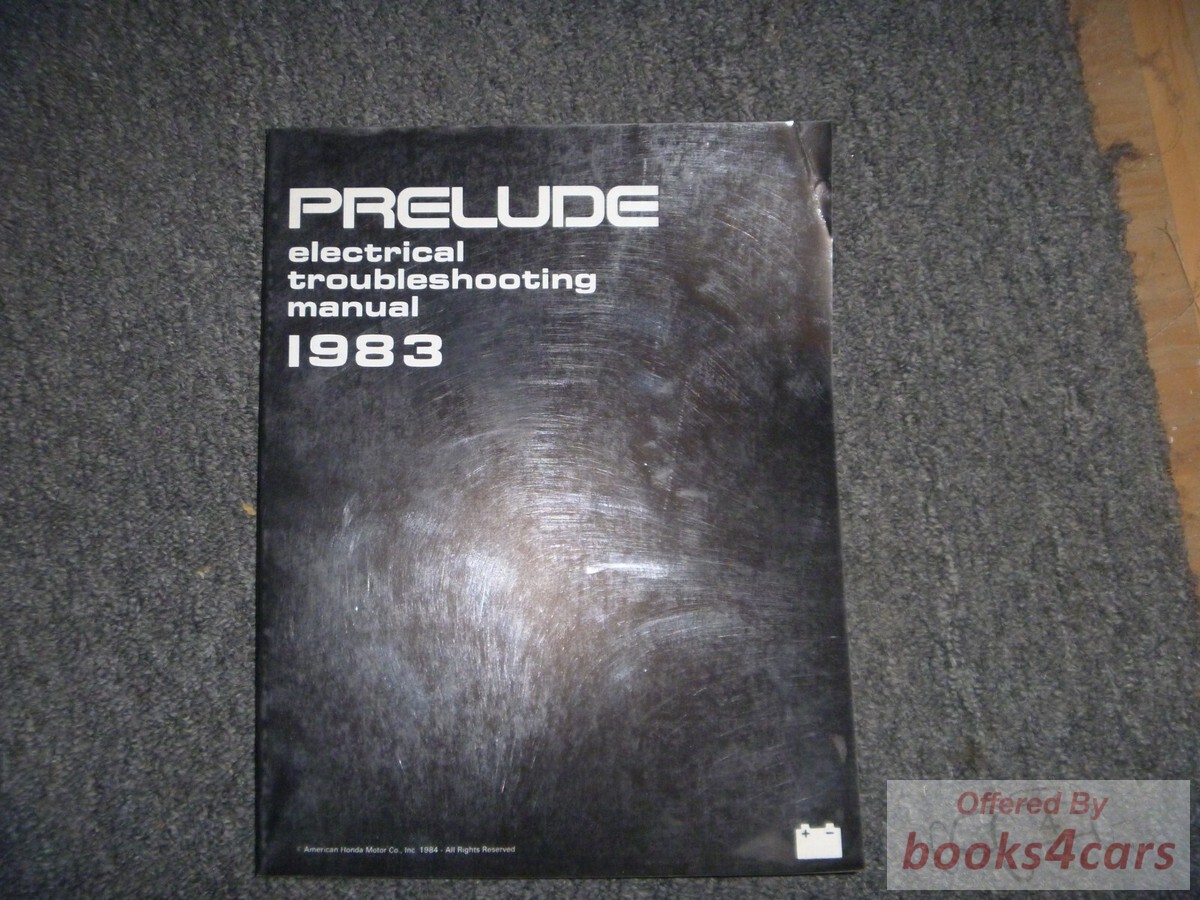 PRELUDE
electrical
troubleshooting
manual
1983
© American Honda Motor Co., Inc. 1984 - All Rights Reserved
+ -
Offered By
books4cars